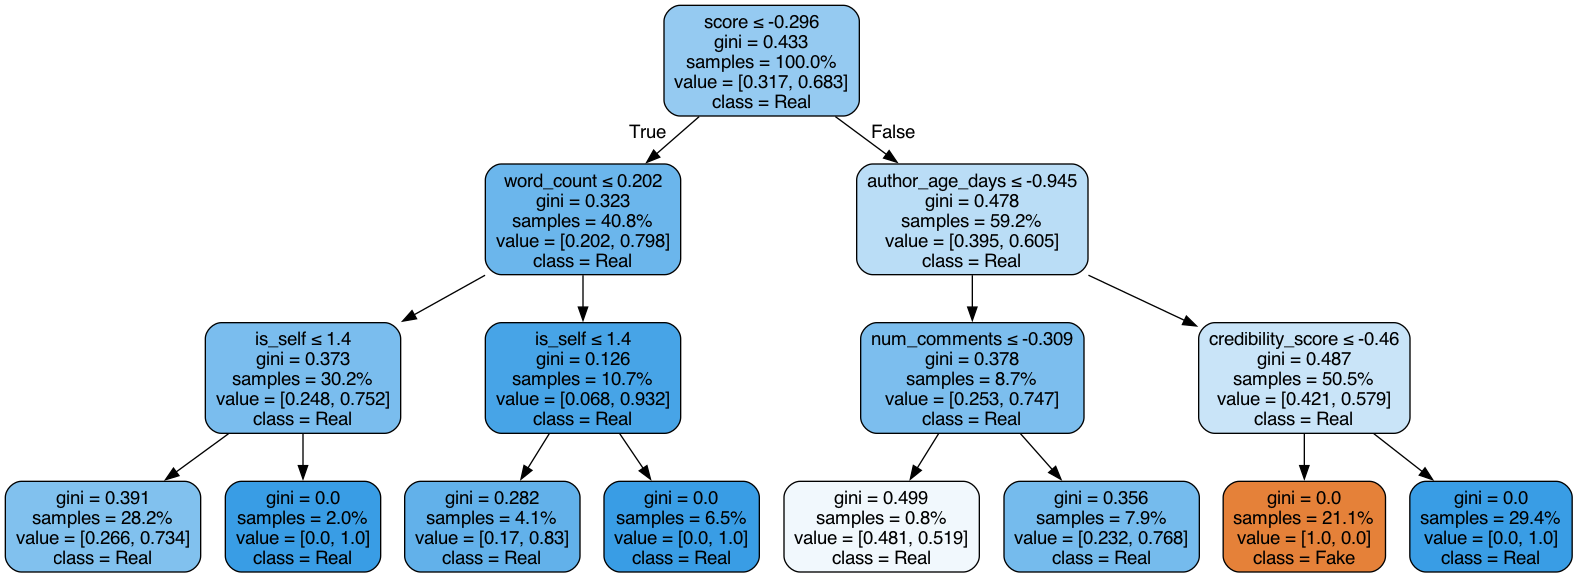 score ≤ -0.296
gini = 0.433
samples = 100.0%
value = [0.317, 0.683]
class = Real
True
False
word_count ≤ 0.202
gini = 0.323
samples = 40.8%
value = [0.202, 0.798]
class = Real
author_age_days ≤ -0.945
gini = 0.478
samples = 59.2%
value = [0.395, 0.605]
class = Real
is_self ≤ 1.4
gini = 0.373
samples = 30.2%
value = [0.248, 0.752]
class = Real
is_self ≤ 1.4
gini = 0.126
samples = 10.7%
value = [0.068, 0.932]
class = Real
num_comments ≤ -0.309
gini = 0.378
samples = 8.7%
value = [0.253, 0.747]
class = Real
credibility_score ≤ -0.46
gini = 0.487
samples = 50.5%
value = [0.421, 0.579]
class = Real
gini = 0.391
samples = 28.2%
value = [0.266, 0.734]
class = Real
gini = 0.0
samples = 2.0%
value = [0.0, 1.0]
class = Real
gini = 0.282
samples = 4.1%
value = [0.17, 0.83]
class = Real
gini = 0.0
samples = 6.5%
value = [0.0, 1.0]
class = Real
gini = 0.499
samples = 0.8%
value = [0.481, 0.519]
class = Real
gini = 0.356
samples = 7.9%
value = [0.232, 0.768]
class = Real
gini = 0.0
samples = 21.1%
value = [1.0, 0.0]
class = Fake
gini = 0.0
samples = 29.4%
value = [0.0, 1.0]
class = Real